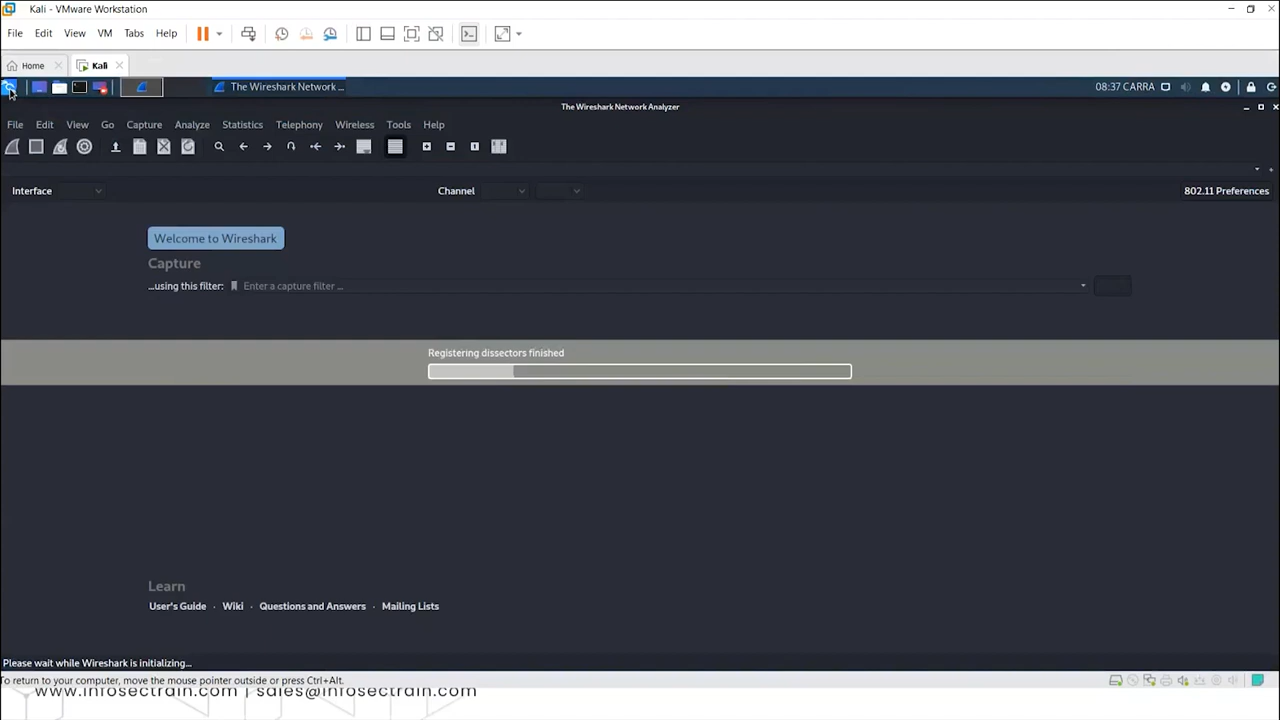 Kali - VMware Workstation
File Edit View VM Tabs Help
Home Kali
The Wireshark Network ... 08:37 CARRA
The Wireshark Network Analyzer
File Edit View Go Capture Analyze Statistics Telephony Wireless Tools Help
Interface Channel 802.11 Preferences
Welcome to Wireshark
Capture
...using this filter: Enter a capture filter ...
Registering dissectors finished
Learn
User's Guide · Wiki · Questions and Answers · Mailing Lists
Please wait while Wireshark is initializing...
To return to your computer, move the mouse pointer outside or press Ctrl+Alt.
www.infosectrain.com | sales@infosectrain.com